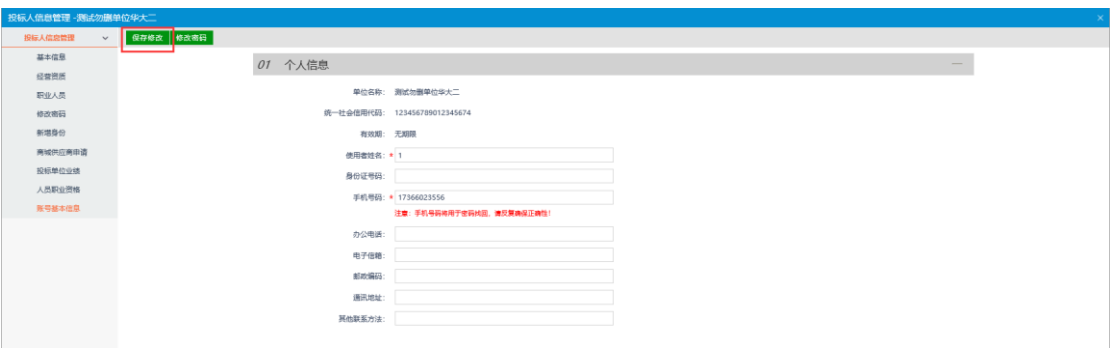 投标人信息管理 -测试勿删单位华大二
×
投标人信息管理
保存修改 修改密码
基本信息
经营资质
职业人员
修改密码
新增身份
商城供应商申请
投标单位业绩
人员职业资格
账号基本信息
01 个人信息
单位名称： 测试勿删单位华大二
统一社会信用代码： 123456789012345674
有效期： 无期限
使用者姓名：* 1
身份证号码：
手机号码：* 17366023556
注意：手机号码将用于密码找回，请反复确保正确性！
办公电话：
电子信箱：
邮政编码：
通讯地址：
其他联系方法：